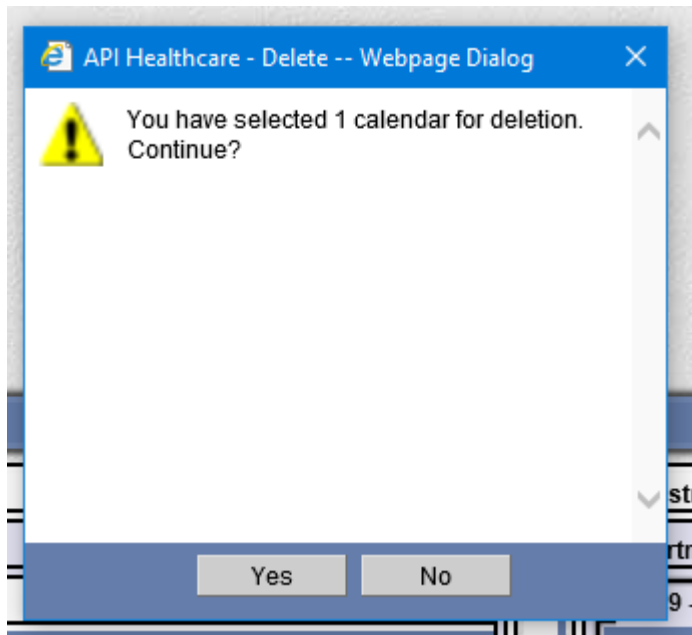 API Healthcare - Delete -- Webpage Dialog
You have selected 1 calendar for deletion.
Continue?
Yes
No